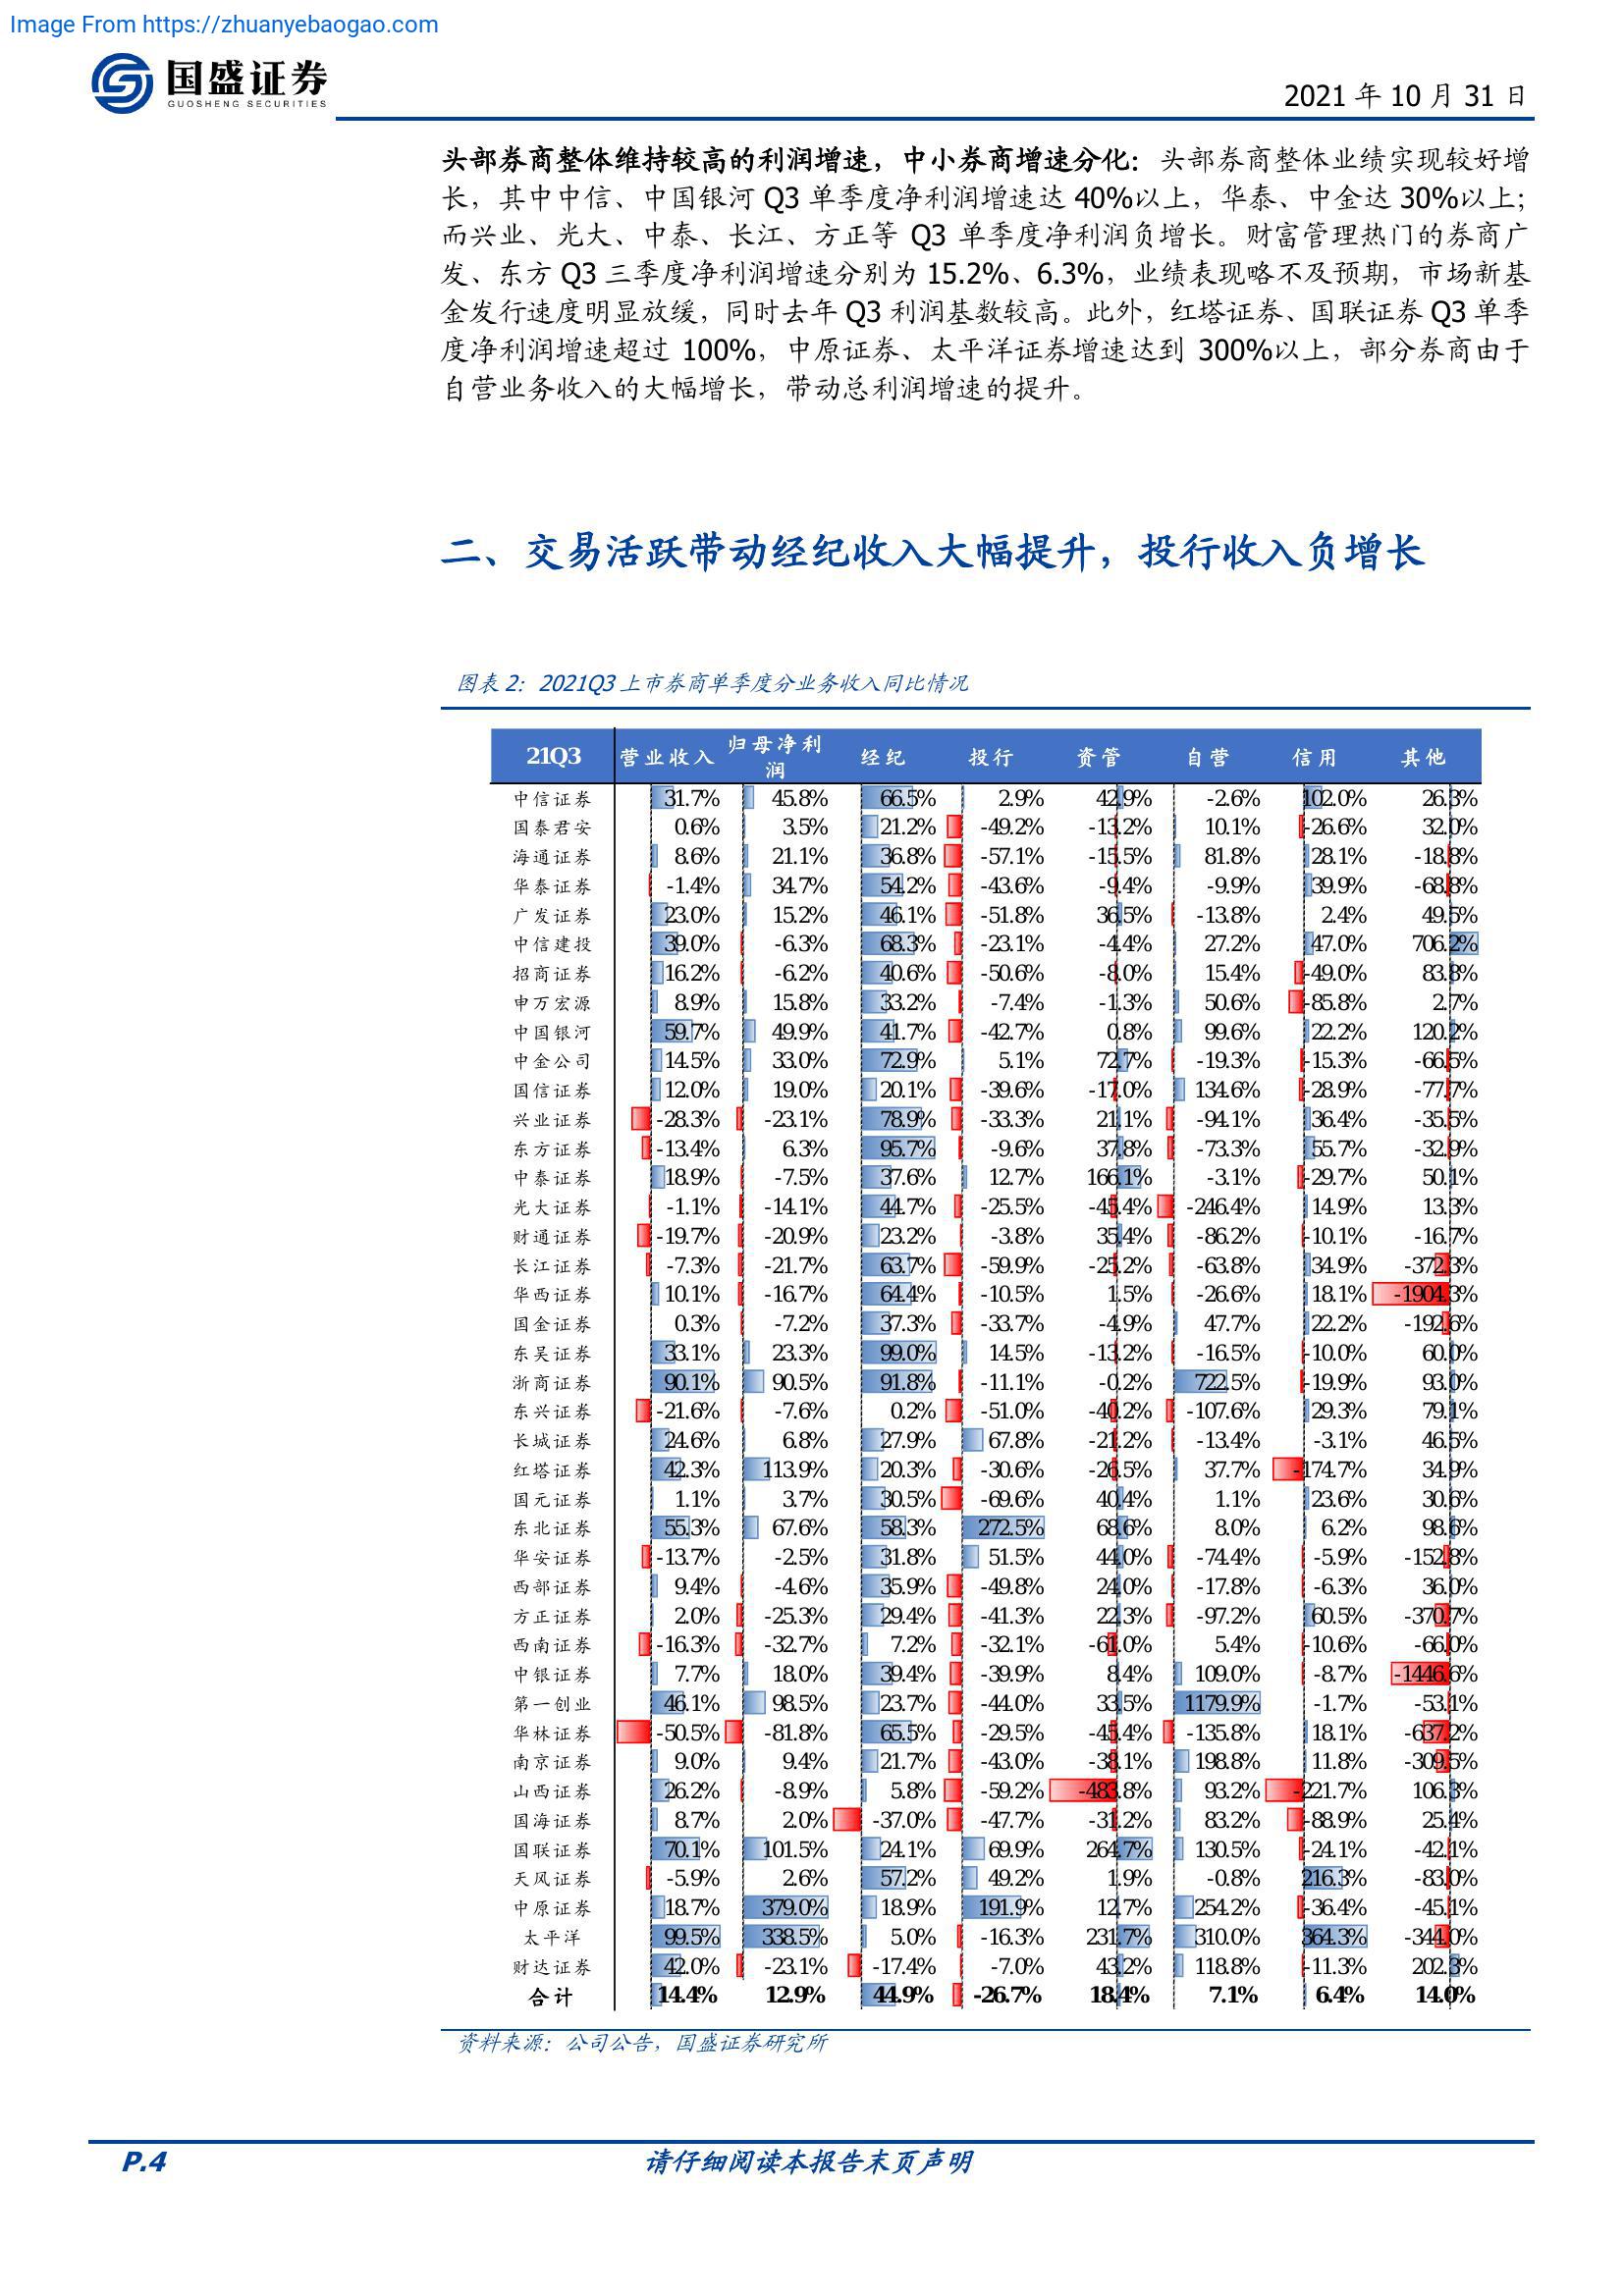 Image From https://zhuanyebaogao.com
国盛证券
GUOSHENG SECURITIES
2021 年 10 月 31 日
头部券商整体维持较高的利润增速，中小券商增速分化：头部券商整体业绩实现较好增
长，其中中信、中国银河 Q3 单季度净利润增速达 40%以上，华泰、中金达 30%以上；
而兴业、光大、中泰、长江、方正等 Q3 单季度净利润负增长。财富管理热门的券商广
发、东方 Q3 三季度净利润增速分别为 15.2%、6.3%，业绩表现略不及预期，市场新基
金发行速度明显放缓，同时去年 Q3 利润基数较高。此外，红塔证券、国联证券 Q3 单季
度净利润增速超过 100%，中原证券、太平洋证券增速达到 300%以上，部分券商由于
自营业务收入的大幅增长，带动总利润增速的提升。
二、交易活跃带动经纪收入大幅提升，投行收入负增长
图表 2：2021Q3 上市券商单季度分业务收入同比情况
21Q3 营业收入 归母净利润 经纪 投行 资管 自营 信用 其他
中信证券 31.7% 45.8% 66.5% 2.9% 42.9% -2.6% 102.0% 26.3%
国泰君安 0.6% 3.5% 21.2% -49.2% -13.2% 10.1% -26.6% 32.0%
海通证券 8.6% 21.1% 36.8% -57.1% -15.5% 81.8% 28.1% -18.8%
华泰证券 -1.4% 34.7% 54.2% -43.6% -9.4% -9.9% 39.9% -68.8%
广发证券 23.0% 15.2% 46.1% -51.8% 36.5% -13.8% 2.4% 49.5%
中信建投 39.0% -6.3% 68.3% -23.1% -4.4% 27.2% 47.0% 706.2%
招商证券 16.2% -6.2% 40.6% -50.6% -8.0% 15.4% -49.0% 83.8%
申万宏源 8.9% 15.8% 33.2% -7.4% -1.3% 50.6% -85.8% 2.7%
中国银河 59.7% 49.9% 41.7% -42.7% 0.8% 99.6% 22.2% 120.2%
中金公司 14.5% 33.0% 72.9% 5.1% 72.7% -19.3% -15.3% -66.5%
国信证券 12.0% 19.0% 20.1% -39.6% -17.0% 134.6% -28.9% -77.7%
兴业证券 -28.3% -23.1% 78.9% -33.3% 21.1% -94.1% 36.4% -35.5%
东方证券 -13.4% 6.3% 95.7% -9.6% 37.8% -73.3% 55.7% -32.9%
中泰证券 18.9% -7.5% 37.6% 12.7% 166.1% -3.1% -29.7% 50.1%
光大证券 -1.1% -14.1% 44.7% -25.5% -45.4% -246.4% 14.9% 13.3%
财通证券 -19.7% -20.9% 23.2% -3.8% 35.4% -86.2% -10.1% -16.7%
长江证券 -7.3% -21.7% 63.7% -59.9% -25.2% -63.8% 34.9% -372.3%
华西证券 10.1% -16.7% 64.4% -10.5% 1.5% -26.6% 18.1% -1904.3%
国金证券 0.3% -7.2% 37.3% -33.7% -4.9% 47.7% 22.2% -192.6%
东吴证券 33.1% 23.3% 99.0% 14.5% -13.2% -16.5% -10.0% 60.0%
浙商证券 90.1% 90.5% 91.8% -11.1% -0.2% 722.5% -19.9% 93.0%
东兴证券 -21.6% -7.6% 0.2% -51.0% -40.2% -107.6% 29.3% 79.1%
长城证券 24.6% 6.8% 27.9% 67.8% -21.2% -13.4% -3.1% 46.5%
红塔证券 42.3% 113.9% 20.3% -30.6% -26.5% 37.7% -174.7% 34.9%
国元证券 1.1% 3.7% 30.5% -69.6% 40.4% 1.1% 23.6% 30.6%
东北证券 55.3% 67.6% 58.3% 272.5% 68.6% 8.0% 6.2% 98.6%
华安证券 -13.7% -2.5% 31.8% 51.5% 44.0% -74.4% -5.9% -152.8%
西部证券 9.4% -4.6% 35.9% -49.8% 24.0% -17.8% -6.3% 36.0%
方正证券 2.0% -25.3% 29.4% -41.3% 22.3% -97.2% 60.5% -370.7%
西南证券 -16.3% -32.7% 7.2% -32.1% -61.0% 5.4% -10.6% -66.0%
中银证券 7.7% 18.0% 39.4% -39.9% 8.4% 109.0% -8.7% -1446.6%
第一创业 46.1% 98.5% 23.7% -44.0% 33.5% 1179.9% -1.7% -53.1%
华林证券 -50.5% -81.8% 65.5% -29.5% -45.4% -135.8% 18.1% -637.2%
南京证券 9.0% 9.4% 21.7% -43.0% -38.1% 198.8% 11.8% -309.5%
山西证券 26.2% -8.9% 5.8% -59.2% -483.8% 93.2% -221.7% 106.3%
国海证券 8.7% 2.0% -37.0% -47.7% -31.2% 83.2% -88.9% 25.4%
国联证券 70.1% 101.5% 24.1% 69.9% 264.7% 130.5% -24.1% -42.1%
天风证券 -5.9% 2.6% 57.2% 49.2% 1.9% -0.8% 216.3% -83.0%
中原证券 18.7% 379.0% 18.9% 191.9% 12.7% 254.2% -36.4% -45.1%
太平洋 99.5% 338.5% 5.0% -16.3% 231.7% 310.0% 364.3% -344.0%
财达证券 42.0% -23.1% -17.4% -7.0% 43.2% 118.8% -11.3% 202.3%
合计 14.4% 12.9% 44.9% -26.7% 18.4% 7.1% 6.4% 14.0%
资料来源：公司公告，国盛证券研究所
P.4 请仔细阅读本报告末页声明